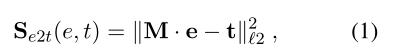 S_{e2t}(e, t) = ‖M · e − t‖²_{ℓ2} ,   (1)